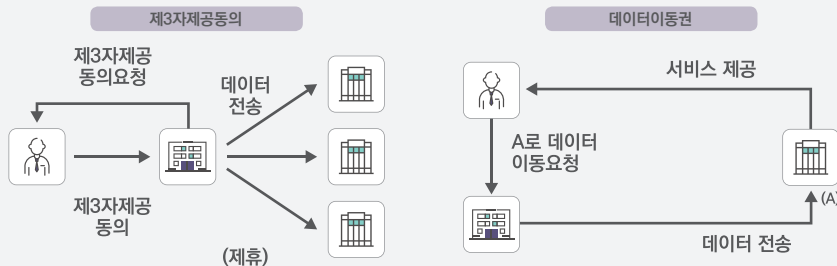 제3자제공동의
제3자제공
동의요청
데이터
전송
제3자제공
동의
(제휴)
데이터이동권
서비스 제공
A로 데이터
이동요청
(A)
데이터 전송